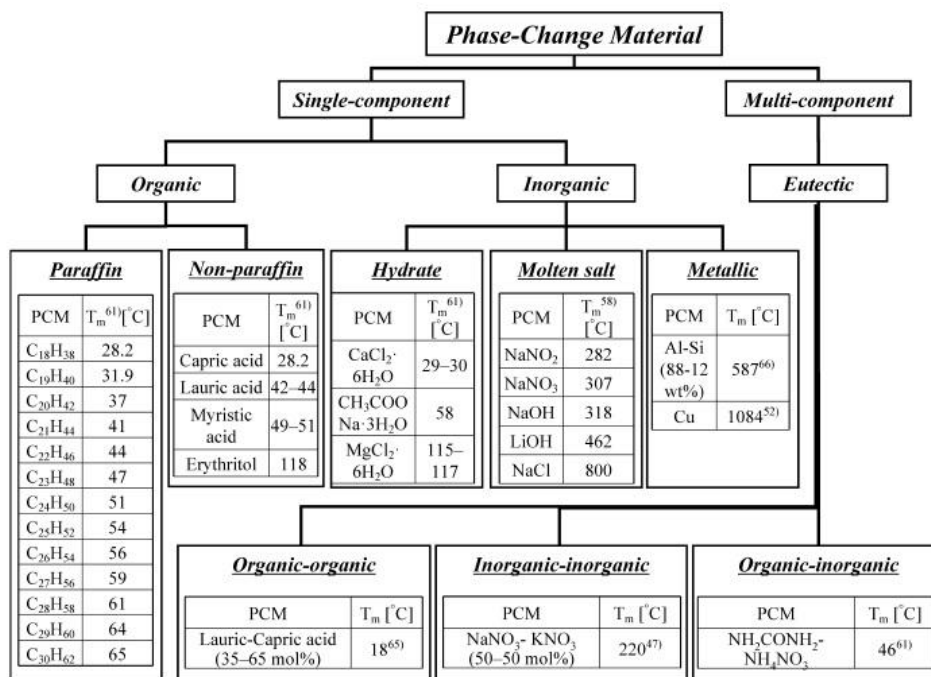 Phase-Change Material
Single-component
Multi-component
Organic
Inorganic
Eutectic
Paraffin
PCM Tₘ⁶¹⁾[°C]
C₁₈H₃₈ 28.2
C₁₉H₄₀ 31.9
C₂₀H₄₂ 37
C₂₁H₄₄ 41
C₂₂H₄₆ 44
C₂₃H₄₈ 47
C₂₄H₅₀ 51
C₂₅H₅₂ 54
C₂₆H₅₄ 56
C₂₇H₅₆ 59
C₂₈H₅₈ 61
C₂₉H₆₀ 64
C₃₀H₆₂ 65
Non-paraffin
PCM Tₘ⁶¹⁾
[°C]
Capric acid 28.2
Lauric acid 42–44
Myristic
acid 49–51
Erythritol 118
Hydrate
PCM Tₘ⁶¹⁾
[°C]
CaCl₂·
6H₂O 29–30
CH₃COO
Na·3H₂O 58
MgCl₂· 115–
6H₂O 117
Molten salt
PCM Tₘ⁵⁸⁾
[°C]
NaNO₂ 282
NaNO₃ 307
NaOH 318
LiOH 462
NaCl 800
Metallic
PCM Tₘ [°C]
Al-Si
(88-12 587⁶⁶⁾
wt%)
Cu 1084⁵²⁾
Organic-organic
PCM Tₘ [°C]
Lauric-Capric acid 18⁶⁵⁾
(35–65 mol%)
Inorganic-inorganic
PCM Tₘ [°C]
NaNO₃- KNO₃ 220⁴⁷⁾
(50–50 mol%)
Organic-inorganic
PCM Tₘ [°C]
NH₂CONH₂- 46⁶¹⁾
NH₄NO₃